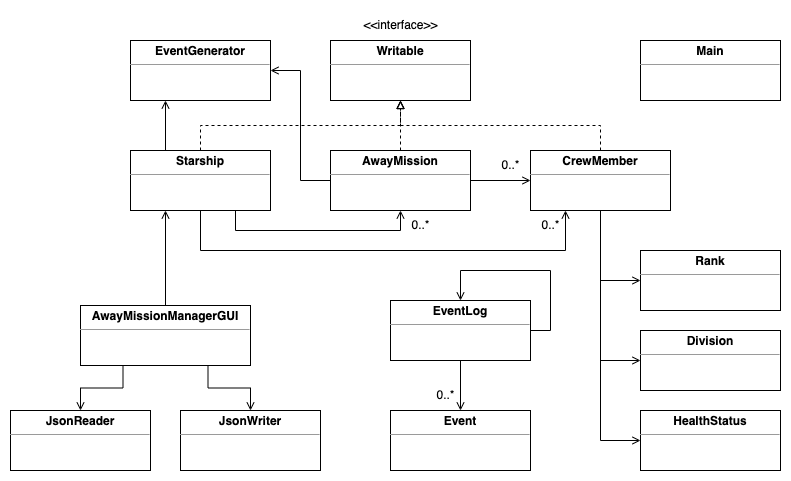 <<interface>>
EventGenerator
Writable
Main
Starship
AwayMission
0..*
CrewMember
0..*
0..*
Rank
AwayMissionManagerGUI
EventLog
Division
0..*
JsonReader
JsonWriter
Event
HealthStatus